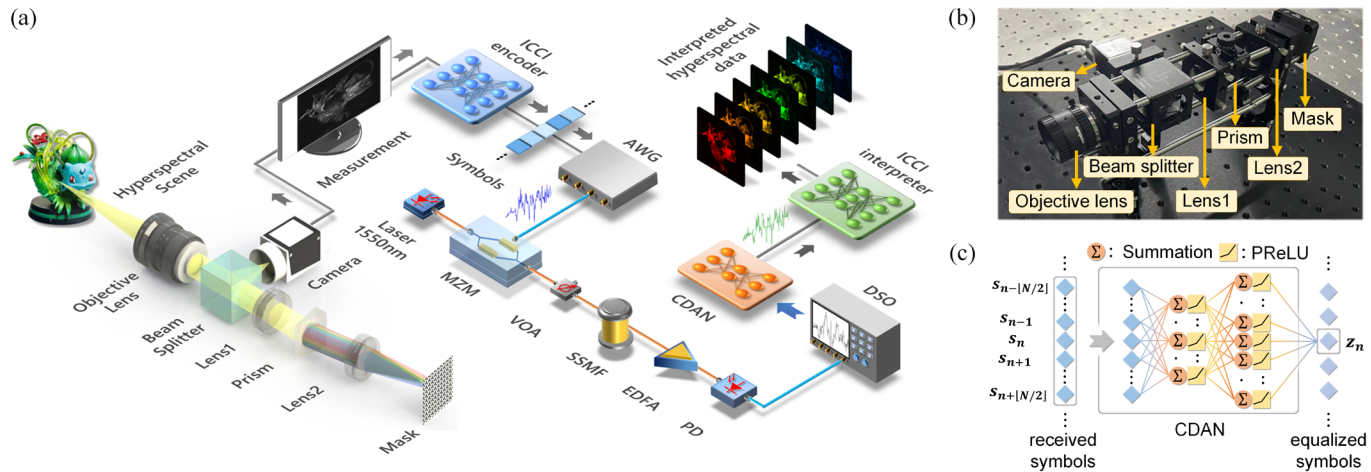 (a)
Hyperspectral
Scene
Objective
Lens
Beam
Splitter
Lens1
Prism
Lens2
Mask
Camera
Measurement
ICCI
encoder
Symbols
AWG
Laser
1550nm
MZM
VOA
SSMF
EDFA
PD
DSO
CDAN
ICCI
interpreter
Interpreted
hyperspectral
data
(b)
Camera
Mask
Prism
Beam splitter
Lens2
Objective lens
Lens1
(c)
Σ : Summation : PReLU
s_{n-⌊N/2⌋}
s_{n-1}
s_n
s_{n+1}
s_{n+⌊N/2⌋}
Σ
Σ
Σ
Σ
Σ
Σ
Σ
Σ
z_n
CDAN
received
symbols
equalized
symbols